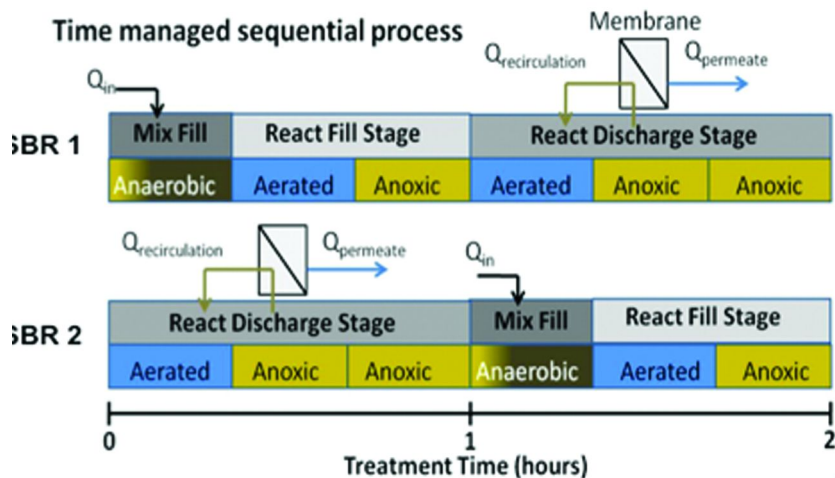 Time managed sequential process
Membrane
Qrecirculation
Qpermeate
Qin
Mix Fill
React Fill Stage
React Discharge Stage
SBR 1
Anaerobic
Aerated
Anoxic
Aerated
Anoxic
Anoxic
Qrecirculation
Qpermeate
Qin
React Discharge Stage
Mix Fill
React Fill Stage
SBR 2
Aerated
Anoxic
Anoxic
Anaerobic
Aerated
Anoxic
0
1
2
Treatment Time (hours)